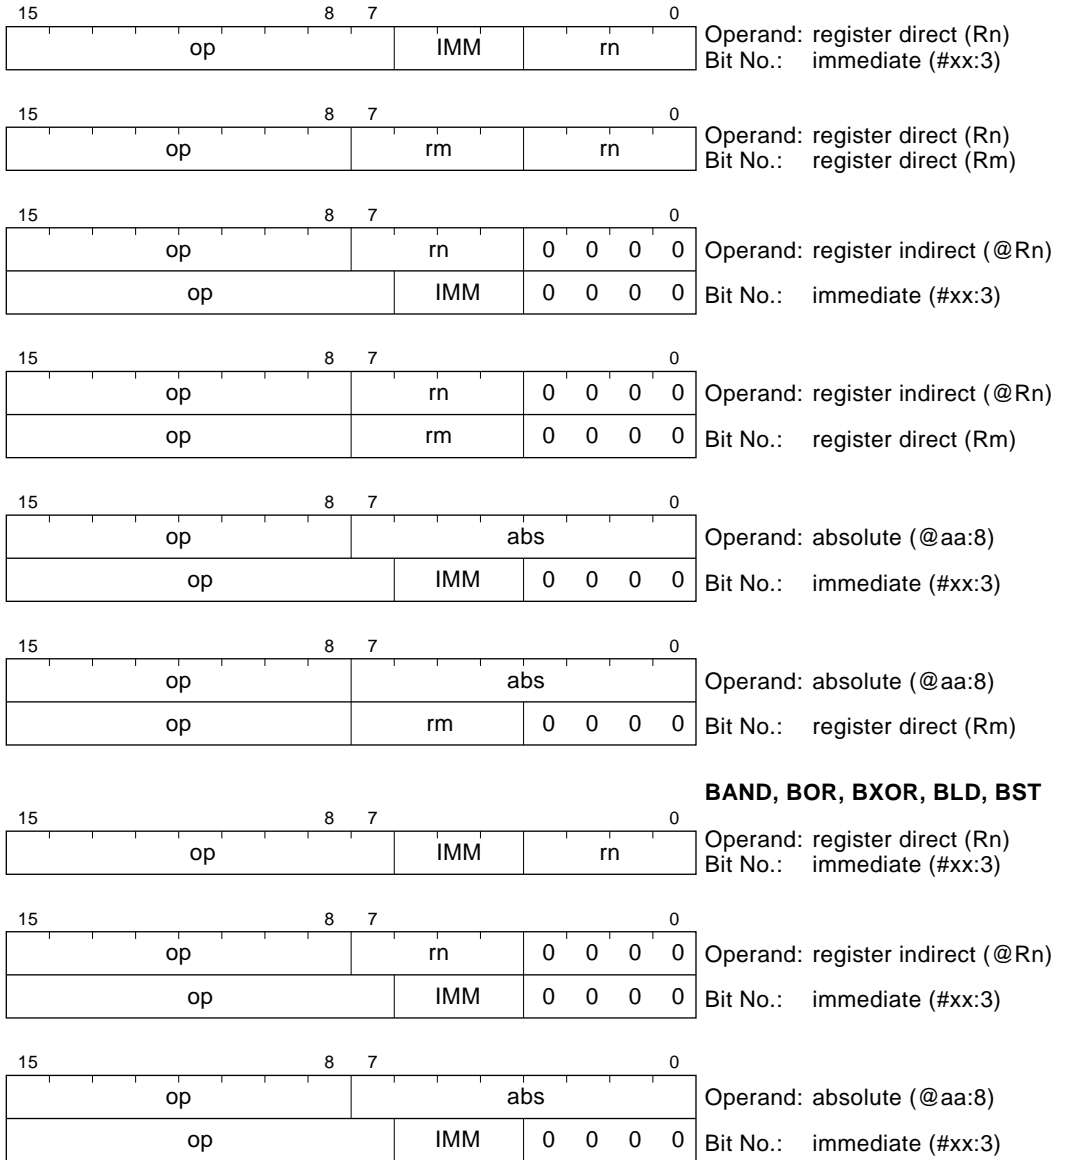 15 8 7 0
op IMM rn Operand: register direct (Rn)
Bit No.: immediate (#xx:3)
15 8 7 0
op rm rn Operand: register direct (Rn)
Bit No.: register direct (Rm)
15 8 7 0
op rn 0 0 0 0 Operand: register indirect (@Rn)
op IMM 0 0 0 0 Bit No.: immediate (#xx:3)
15 8 7 0
op rn 0 0 0 0 Operand: register indirect (@Rn)
op rm 0 0 0 0 Bit No.: register direct (Rm)
15 8 7 0
op abs Operand: absolute (@aa:8)
op IMM 0 0 0 0 Bit No.: immediate (#xx:3)
15 8 7 0
op abs Operand: absolute (@aa:8)
op rm 0 0 0 0 Bit No.: register direct (Rm)
BAND, BOR, BXOR, BLD, BST
15 8 7 0
op IMM rn Operand: register direct (Rn)
Bit No.: immediate (#xx:3)
15 8 7 0
op rn 0 0 0 0 Operand: register indirect (@Rn)
op IMM 0 0 0 0 Bit No.: immediate (#xx:3)
15 8 7 0
op abs Operand: absolute (@aa:8)
op IMM 0 0 0 0 Bit No.: immediate (#xx:3)